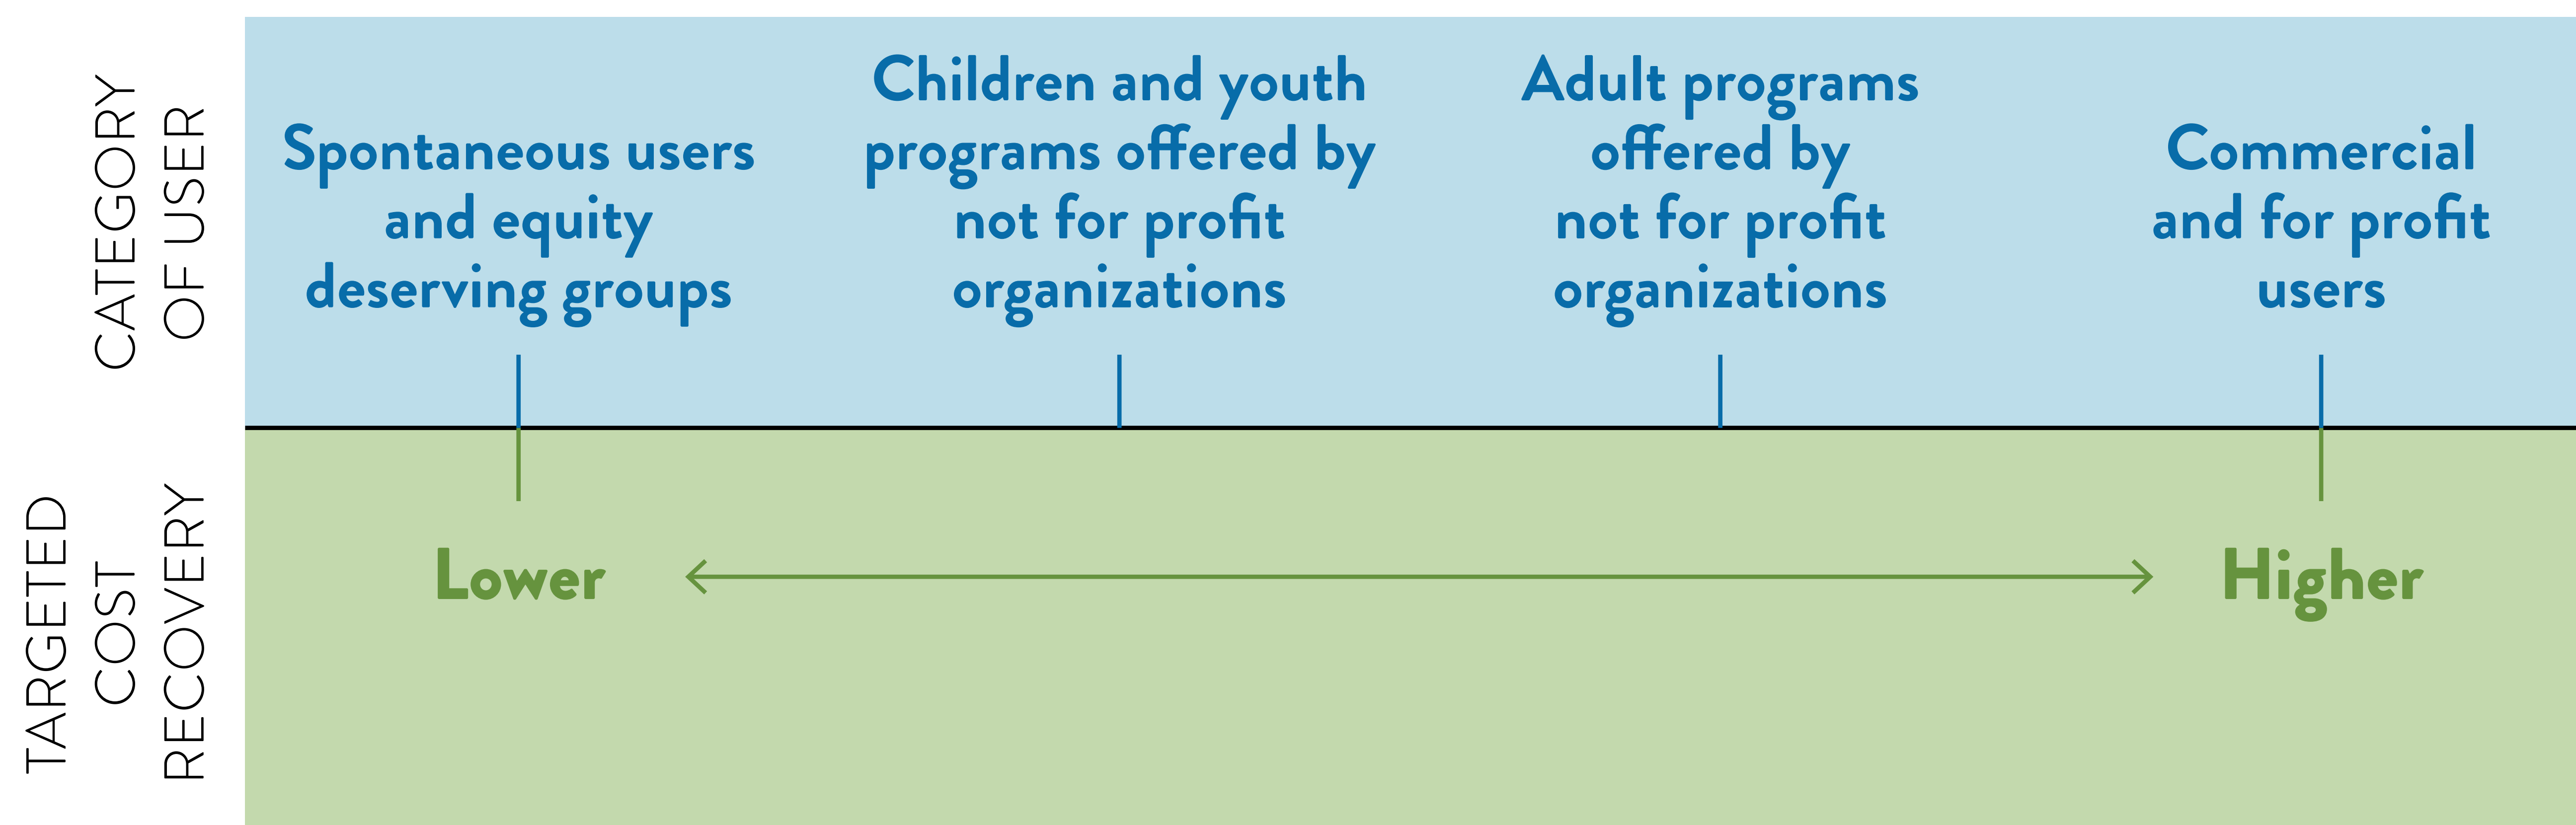 CATEGORY
OF USER
Spontaneous users
and equity
deserving groups
Children and youth
programs offered by
not for profit
organizations
Adult programs
offered by
not for profit
organizations
Commercial
and for profit
users
TARGETED
COST
RECOVERY
Lower
Higher